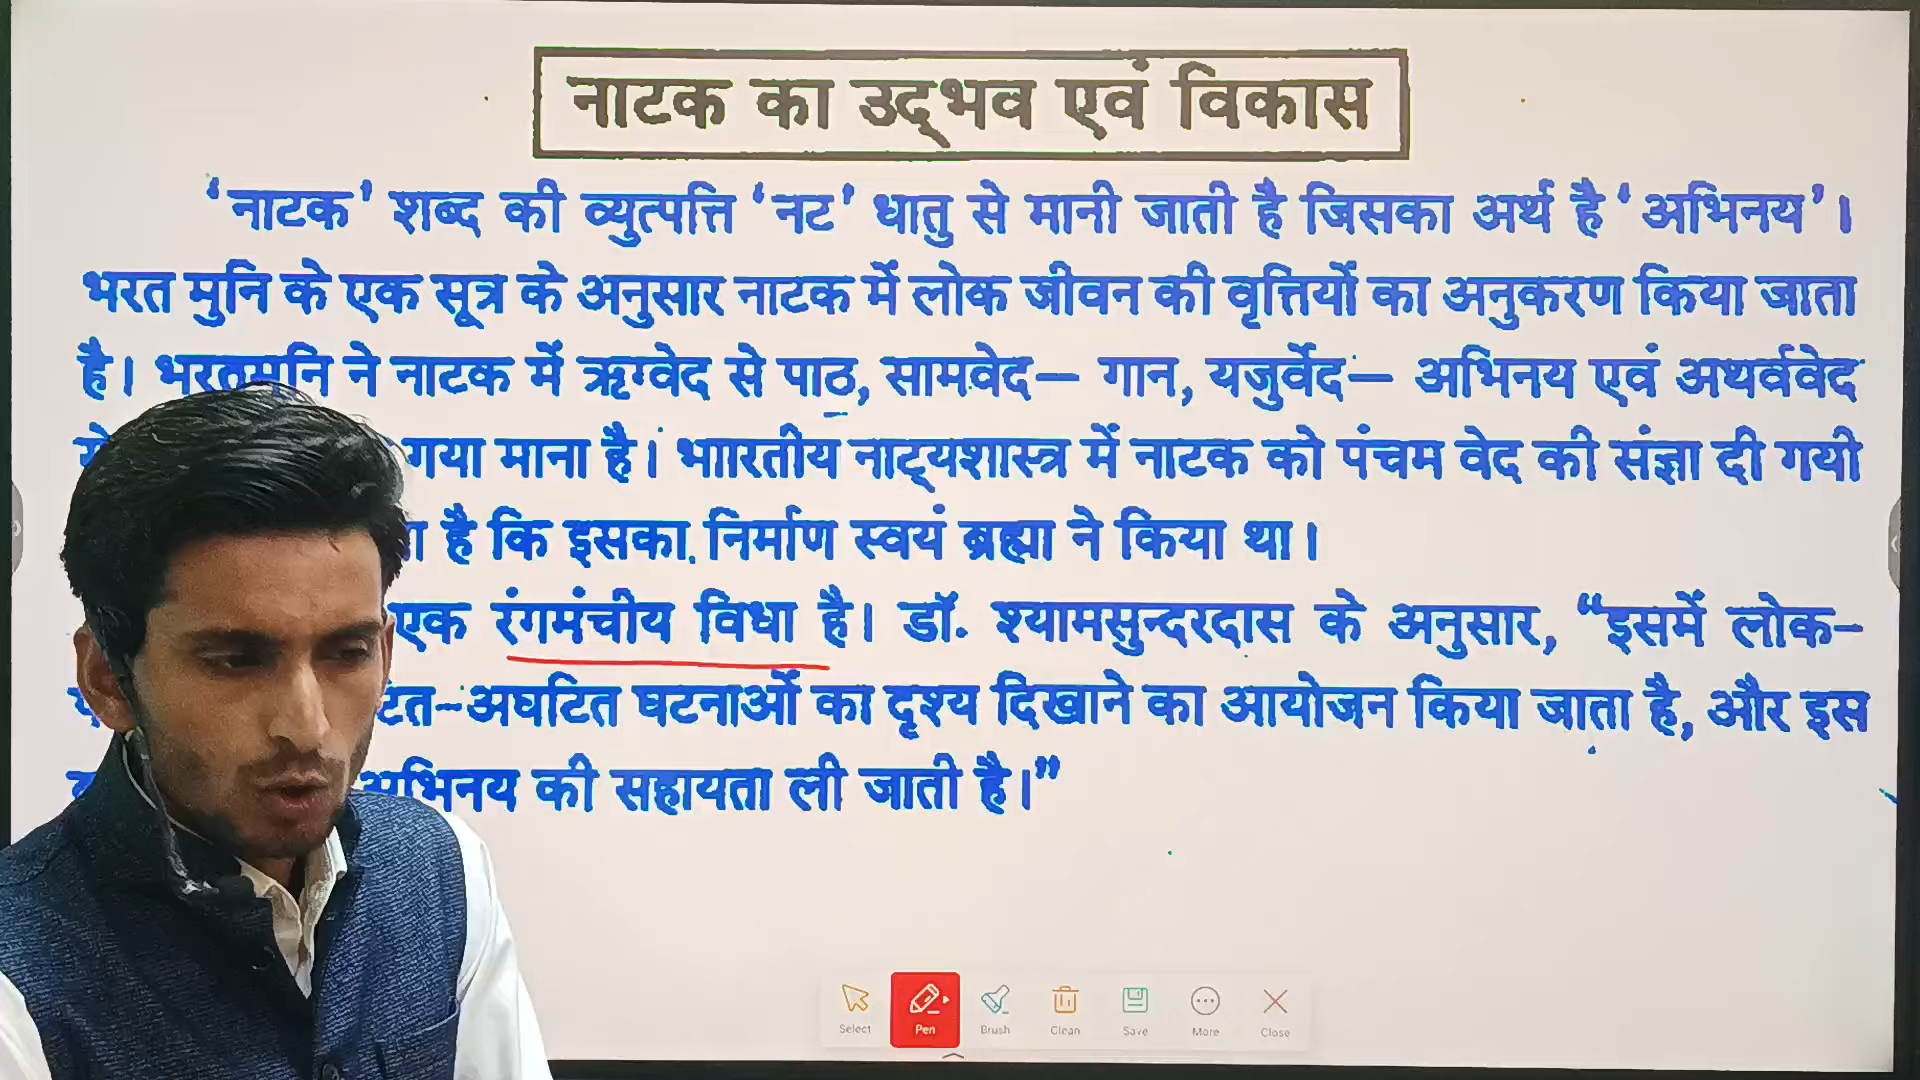 नाटक का उद्‌भव एवं विकास
'नाटक' शब्द की व्युत्पत्ति 'नट' धातु से मानी जाती है जिसका अर्थ है 'अभिनय'।
भरत मुनि के एक सूत्र के अनुसार नाटक में लोक जीवन की वृत्तियों का अनुकरण किया जाता
है। भरतमुनि ने नाटक में ऋग्वेद से पाठ, सामवेद– गान, यजुर्वेद– अभिनय एवं अथर्ववेद
गया माना है। भाारतीय नाट्यशास्त्र में नाटक को पंचम वेद की संज्ञा दी गयी
है कि इसका निर्माण स्वयं ब्रह्मा ने किया था।
एक रंगमंचीय विधा है। डॉ. श्यामसुन्दरदास के अनुसार, “इसमें लोक–
अघटित घटनाओं का दृश्य दिखाने का आयोजन किया जाता है, और इस
अभिनय की सहायता ली जाती है।”
Select Pen Brush Clean Save More Close